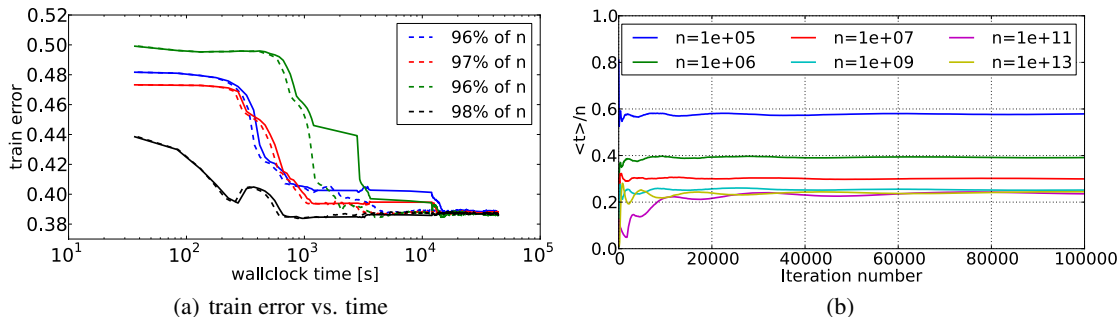 0.52
0.50
0.48
0.46
0.44
0.42
0.40
0.38
train error
96% of n
97% of n
96% of n
98% of n
10^1
10^2
10^3
10^4
10^5
wallclock time [s]
(a) train error vs. time
1.0
0.8
0.6
0.4
0.2
0.0
<t>/n
n=1e+05
n=1e+07
n=1e+11
n=1e+06
n=1e+09
n=1e+13
0
20000
40000
60000
80000
100000
Iteration number
(b)